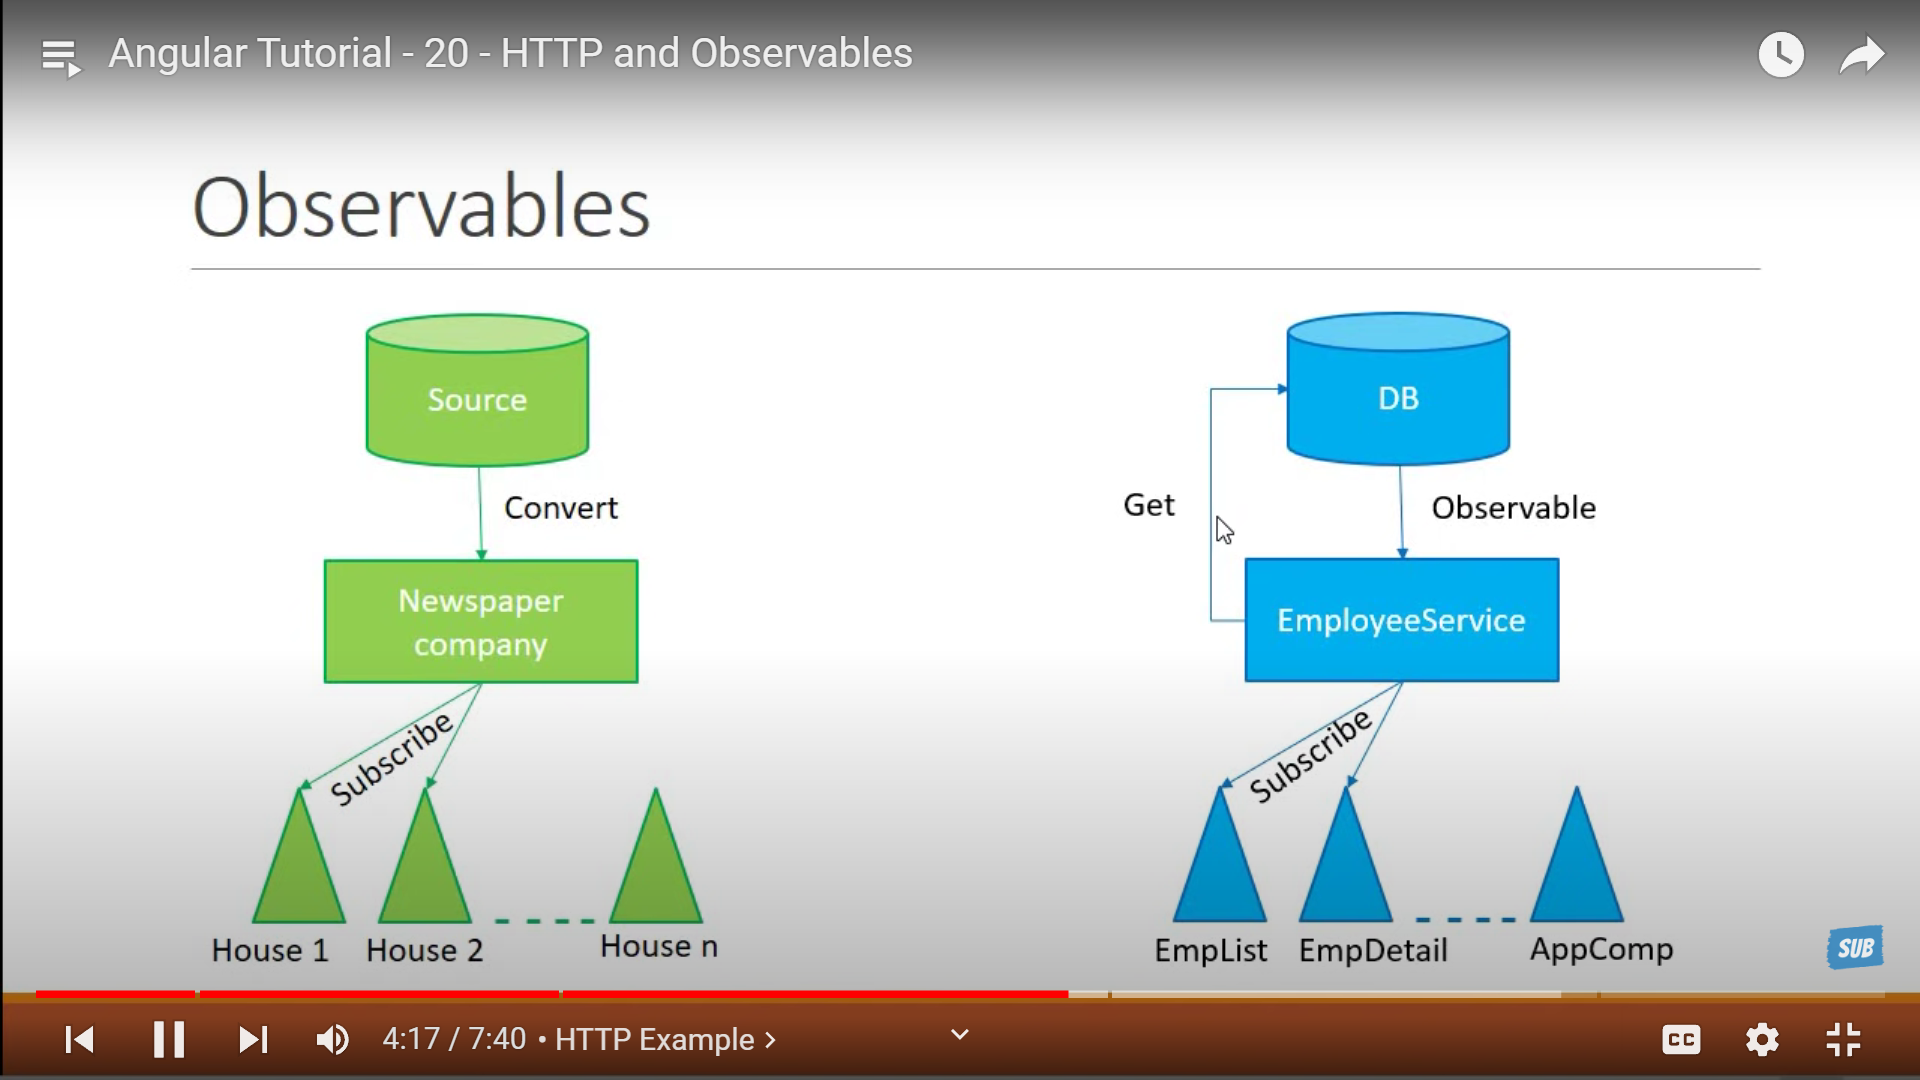 Angular Tutorial - 20 - HTTP and Observables
Observables
Source
Convert
Newspaper
company
Subscribe
House 1
House 2
House n
DB
Get
Observable
EmployeeService
Subscribe
EmpList
EmpDetail
AppComp
SUB
4:17 / 7:40 • HTTP Example >
CC